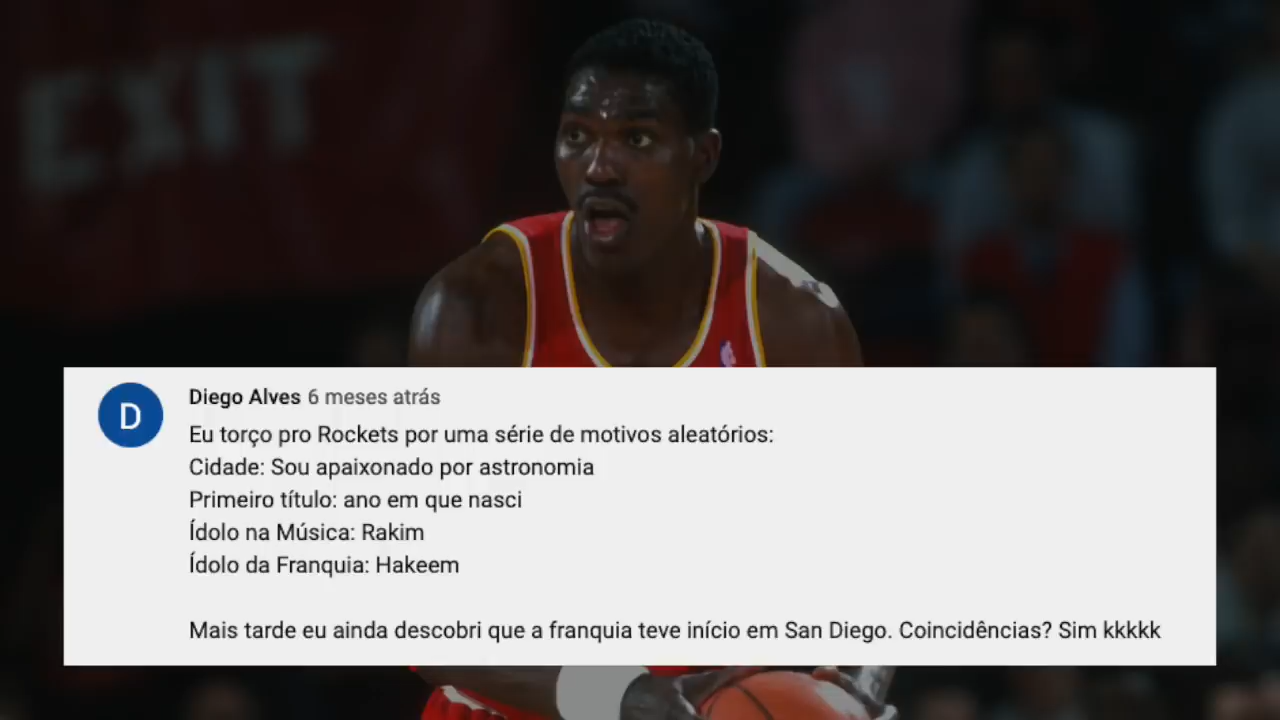 EXIT
D
Diego Alves 6 meses atrás
Eu torço pro Rockets por uma série de motivos aleatórios:
Cidade: Sou apaixonado por astronomia
Primeiro título: ano em que nasci
Ídolo na Música: Rakim
Ídolo da Franquia: Hakeem
Mais tarde eu ainda descobri que a franquia teve início em San Diego. Coincidências? Sim kkkkk